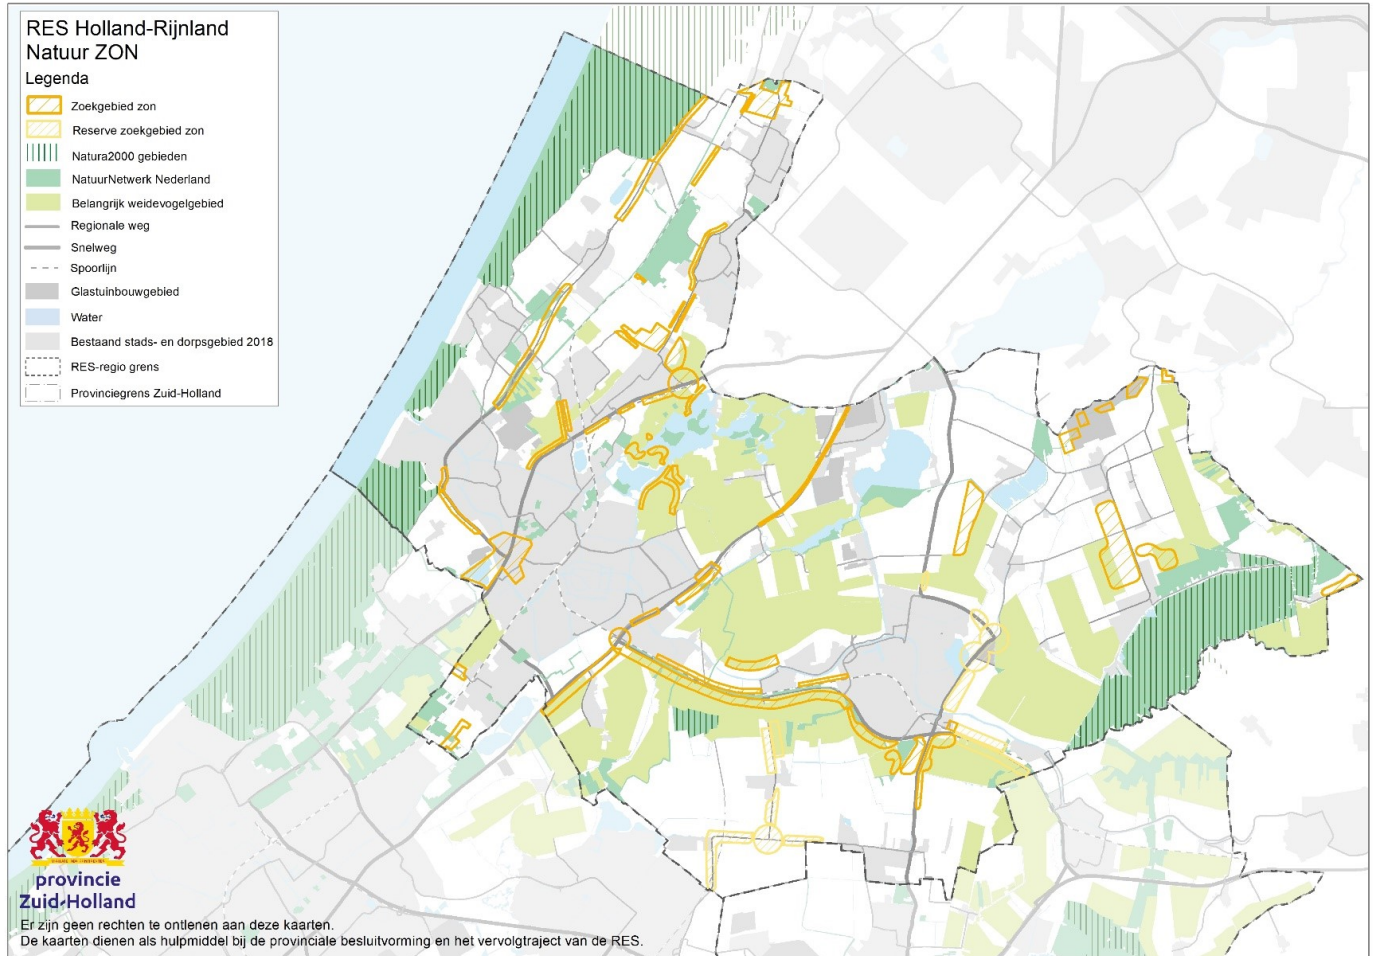 RES Holland-Rijnland
Natuur ZON
Legenda
Zoekgebied zon
Reserve zoekgebied zon
Natura2000 gebieden
NatuurNetwerk Nederland
Belangrijk weidevogelgebied
Regionale weg
Snelweg
Spoorlijn
Glastuinbouwgebied
Water
Bestaand stads- en dorpsgebied 2018
RES-regio grens
Provinciegrens Zuid-Holland
provincie
Zuid-Holland
Er zijn geen rechten te ontlenen aan deze kaarten.
De kaarten dienen als hulpmiddel bij de provinciale besluitvorming en het vervolgtraject van de RES.